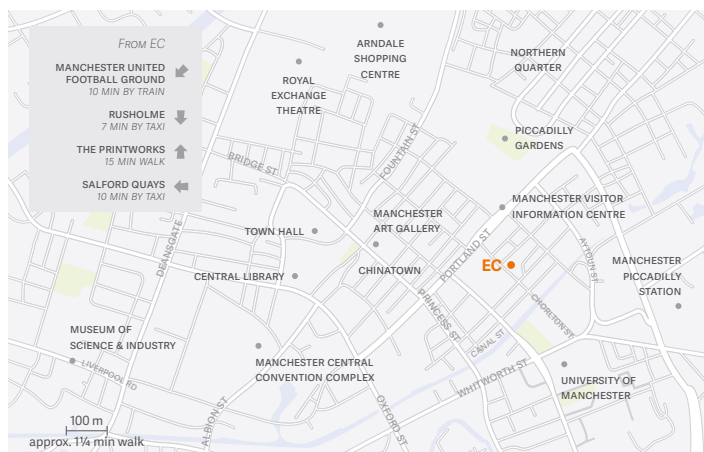 From EC
MANCHESTER UNITED
FOOTBALL GROUND
10 MIN BY TRAIN
RUSHOLME
7 MIN BY TAXI
THE PRINTWORKS
15 MIN WALK
SALFORD QUAYS
10 MIN BY TAXI
ARNDALE
SHOPPING
CENTRE
NORTHERN
QUARTER
ROYAL
EXCHANGE
THEATRE
PICCADILLY
GARDENS
FOUNTAIN ST
BRIDGE ST
MANCHESTER VISITOR
INFORMATION CENTRE
MANCHESTER
ART GALLERY
TOWN HALL
DEANSGATE
PORTLAND ST
AYTOUN ST
EC
MANCHESTER
PICCADILLY
STATION
CHINATOWN
CENTRAL LIBRARY
PRINCESS ST
CHORLTON ST
CANAL ST
MUSEUM OF
SCIENCE & INDUSTRY
LIVERPOOL RD
MANCHESTER CENTRAL
CONVENTION COMPLEX
WHITWORTH ST
UNIVERSITY OF
MANCHESTER
ALBION ST
OXFORD ST
100 m
approx. 1¼ min walk